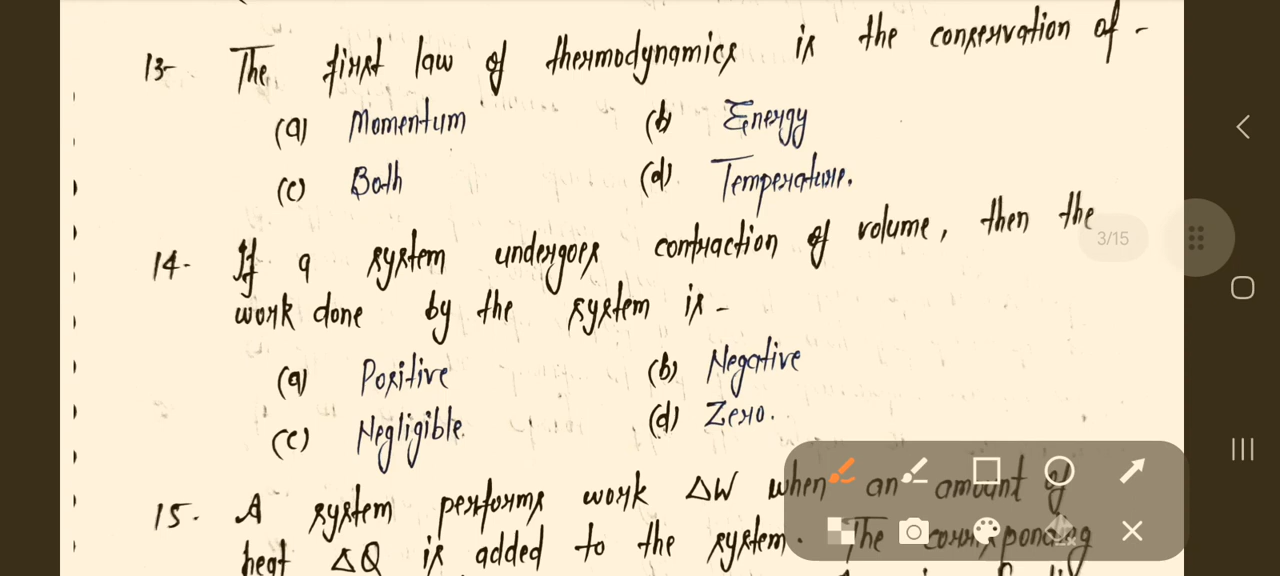 13- The first law of thermodynamics is the conservation of -
(a) Momentum (b) Energy
(c) Both (d) Temperature.
3/15
14- If a system undergoes contraction of volume, then the
work done by the system is -
(a) Positive (b) Negative
(c) Negligible. (d) Zero.
15. A system performs work ΔW when an amount of
heat ΔQ is added to the system. The corresponding